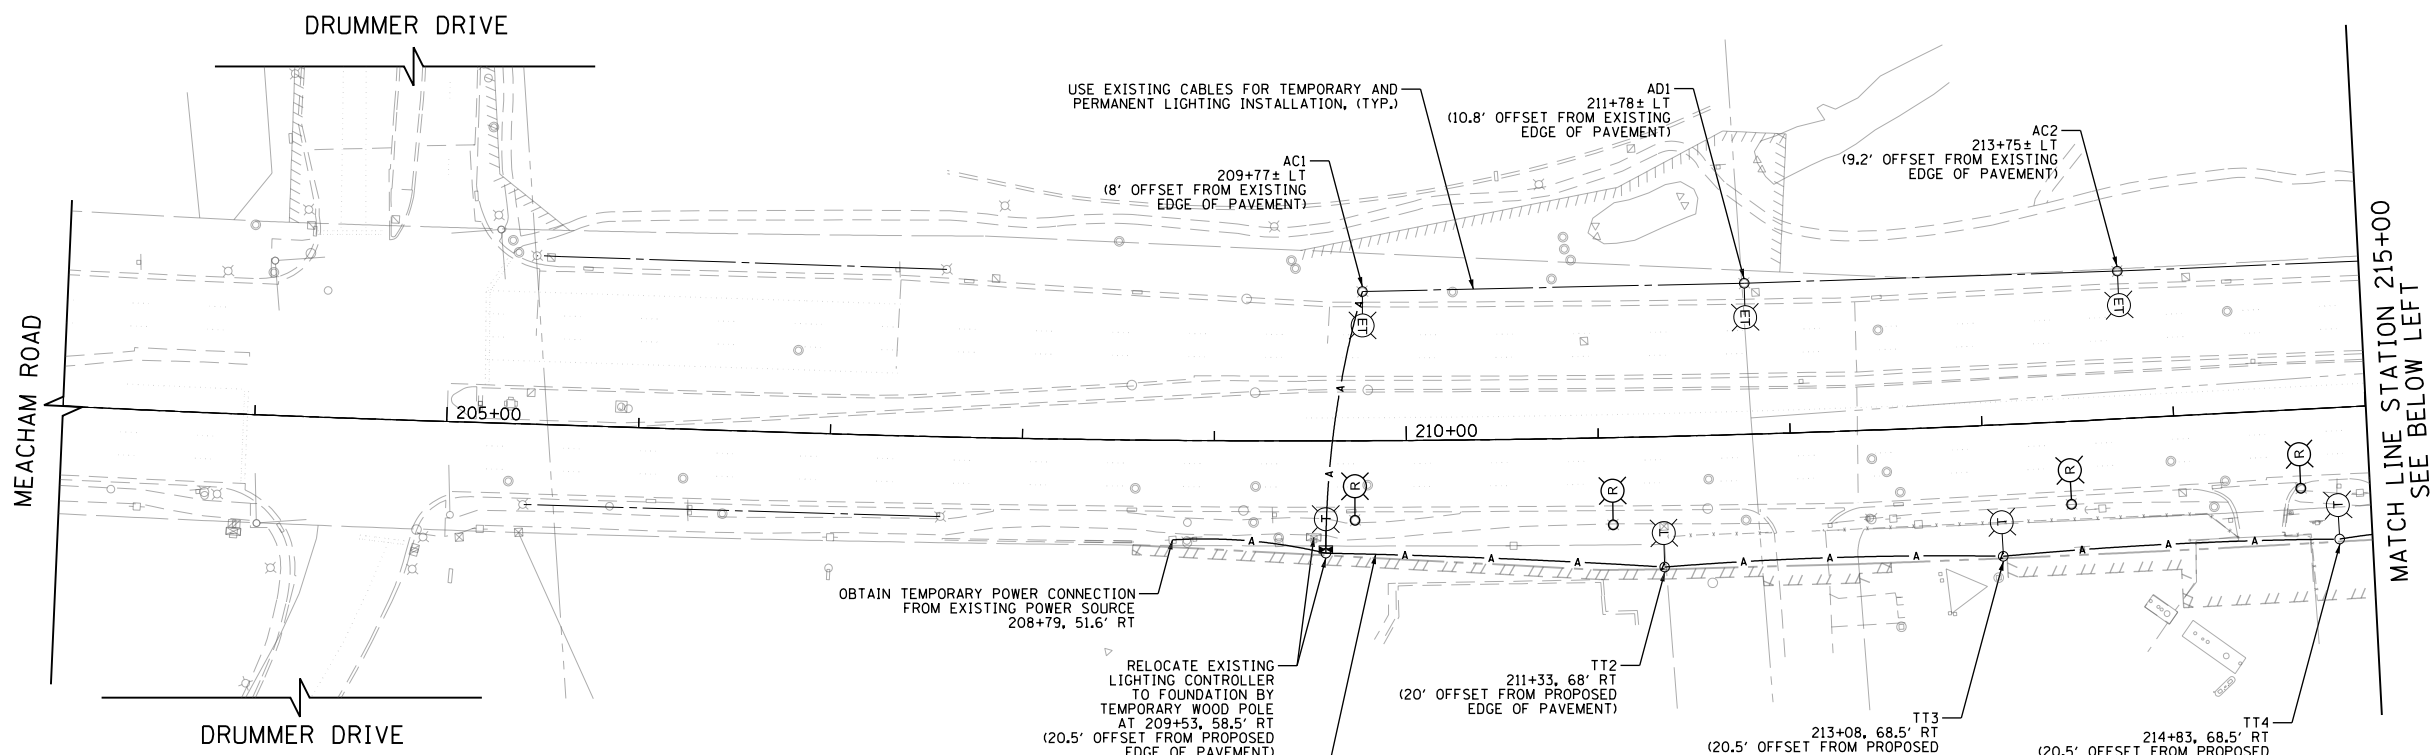 DRUMMER DRIVE
USE EXISTING CABLES FOR TEMPORARY AND
PERMANENT LIGHTING INSTALLATION, (TYP.)
AD1
211+78± LT
(10.8' OFFSET FROM EXISTING
EDGE OF PAVEMENT)
AC2
213+75± LT
(9.2' OFFSET FROM EXISTING
EDGE OF PAVEMENT)
AC1
209+77± LT
(8' OFFSET FROM EXISTING
EDGE OF PAVEMENT)
A
ET
ET
ET
MEACHAM ROAD
MATCH LINE STATION 215+00
SEE BELOW LEFT
A
205+00
210+00
A
R
R
R
R
T
T
T
T
A
A
A
A
A
A
A
A
A
A
OBTAIN TEMPORARY POWER CONNECTION
FROM EXISTING POWER SOURCE
208+79, 51.6' RT
RELOCATE EXISTING
LIGHTING CONTROLLER
TO FOUNDATION BY
TEMPORARY WOOD POLE
AT 209+53, 58.5' RT
(20.5' OFFSET FROM PROPOSED
EDGE OF PAVEMENT)
TT2
211+33, 68' RT
(20' OFFSET FROM PROPOSED
EDGE OF PAVEMENT)
TT3
213+08, 68.5' RT
(20.5' OFFSET FROM PROPOSED
TT4
214+83, 68.5' RT
(20.5' OFFSET FROM PROPOSED
DRUMMER DRIVE